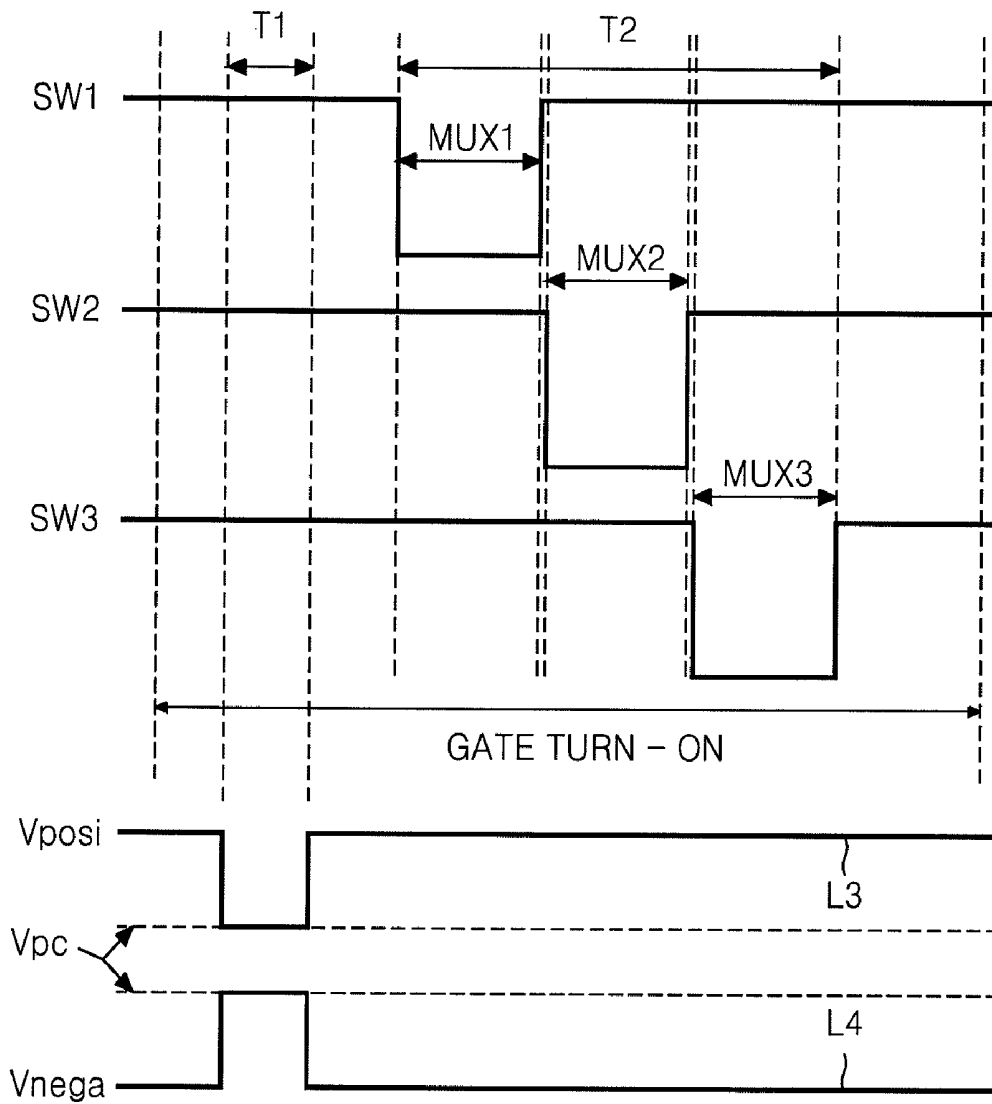 T1
T2
SW1
MUX1
MUX2
SW2
MUX3
SW3
GATE TURN – ON
Vposi
L3
Vpc
L4
Vnega